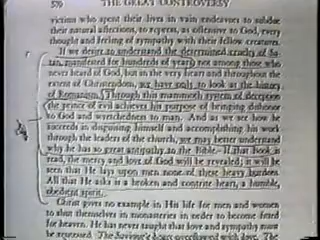 570 THE GREAT CONTROVERSY
victims who spent their lives in vain endeavors to subdue
their natural affections, to repress, as offensive to God, every
thought and feeling of sympathy with their fellow creatures.
If we desire to understand the determined cruelty of Sa-
tan, manifested for hundreds of years, not among those who
never heard of God, but in the very heart and throughout the
extent of Christendom, we have only to look at the history
of Romanism. Through this mammoth system of deception
the prince of evil achieves his purpose of bringing dishonor
to God and wretchedness to man. And as we see how he
succeeds in disguising himself and accomplishing his work
through the leaders of the church, we may better understand
why he has so great antipathy to the Bible. If that Book is
read, the mercy and love of God will be revealed; it will be
seen that He lays upon men none of these heavy burdens.
All that He asks is a broken and contrite heart, a humble,
obedient spirit.
Christ gives no example in His life for men and women
to shut themselves in monasteries in order to become fitted
for heaven. He has never taught that love and sympathy must
be repressed. The Saviour's heart overflowed with love. The